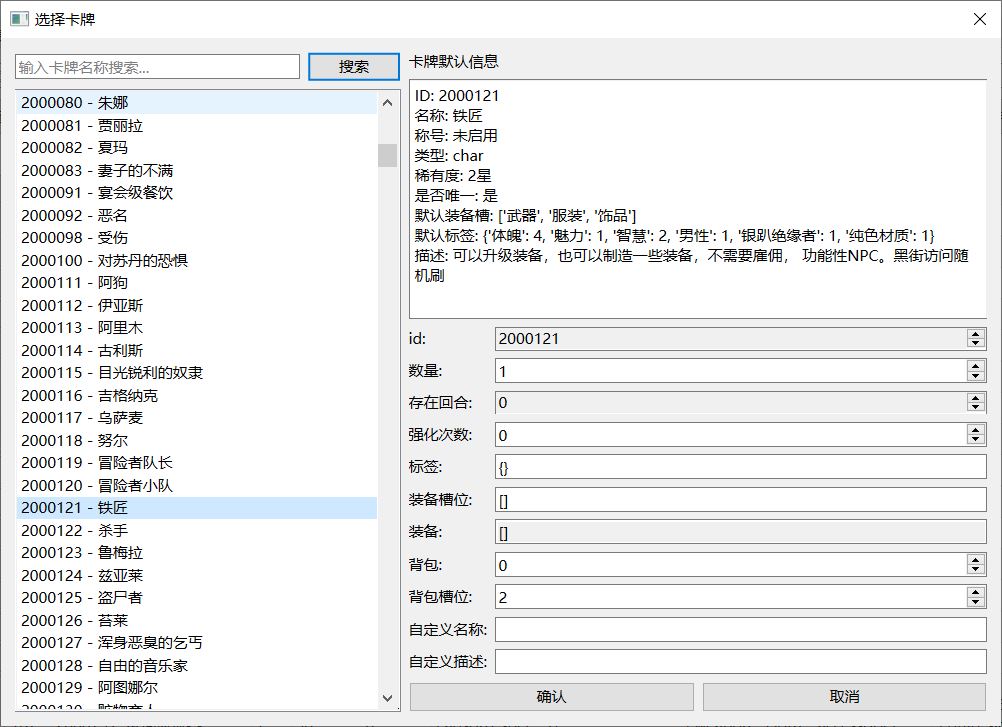 选择卡牌
输入卡牌名称搜索...
搜索
2000080 - 朱娜
2000081 - 贾丽拉
2000082 - 夏玛
2000083 - 妻子的不满
2000091 - 宴会级餐饮
2000092 - 恶名
2000098 - 受伤
2000100 - 对苏丹的恐惧
2000111 - 阿狗
2000112 - 伊亚斯
2000113 - 阿里木
2000114 - 古利斯
2000115 - 目光锐利的奴隶
2000116 - 吉格纳克
2000117 - 乌萨麦
2000118 - 努尔
2000119 - 冒险者队长
2000120 - 冒险者小队
2000121 - 铁匠
2000122 - 杀手
2000123 - 鲁梅拉
2000124 - 兹亚莱
2000125 - 盗尸者
2000126 - 苔莱
2000127 - 浑身恶臭的乞丐
2000128 - 自由的音乐家
2000129 - 阿图娜尔
卡牌默认信息
ID: 2000121
名称: 铁匠
称号: 未启用
类型: char
稀有度: 2星
是否唯一: 是
默认装备槽: ['武器', '服装', '饰品']
默认标签: {'体魄': 4, '魅力': 1, '智慧': 2, '男性': 1, '银趴绝缘者': 1, '纯色材质': 1}
描述: 可以升级装备，也可以制造一些装备，不需要雇佣， 功能性NPC。黑街访问随
机刷
id: 2000121
数量: 1
存在回合: 0
强化次数: 0
标签: {}
装备槽位: []
装备: []
背包: 0
背包槽位: 2
自定义名称:
自定义描述:
确认
取消